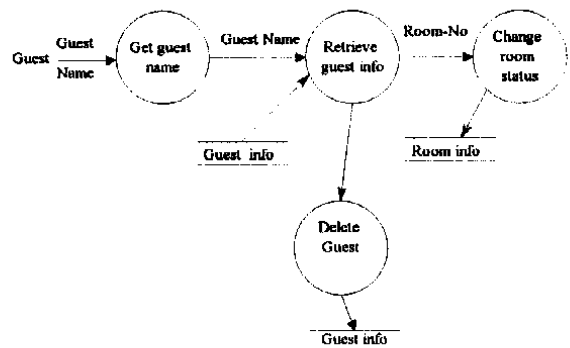 Guest
Guest
Name
Get guest
name
Guest Name
Retrieve
guest info
Room-No
Change
room
status
Guest info
Room info
Delete
Guest
Guest info